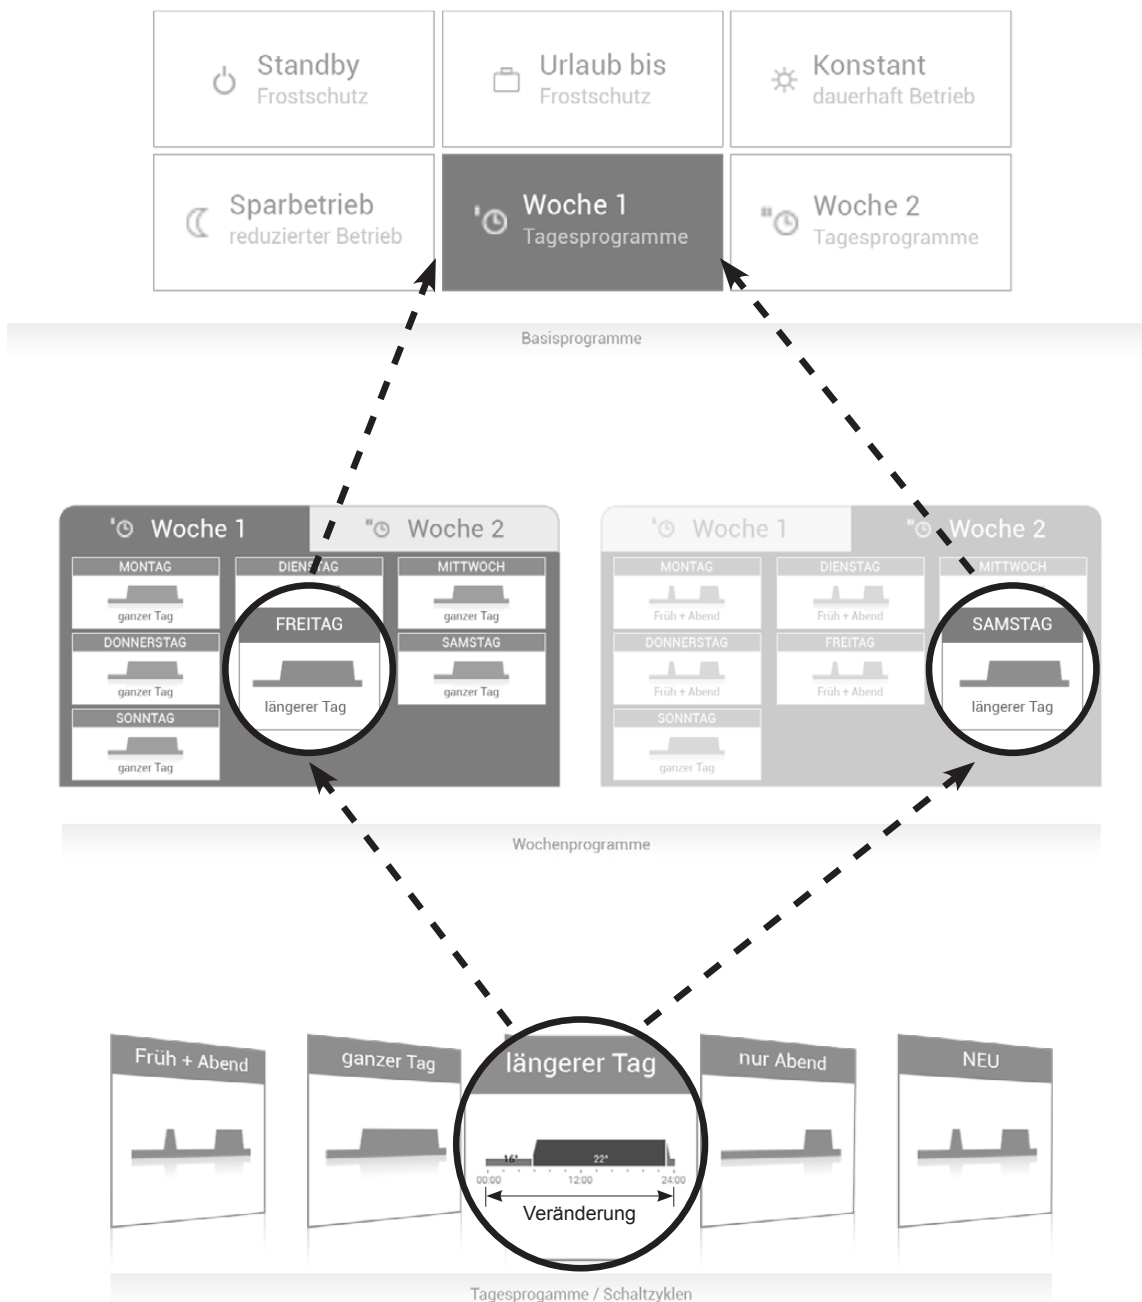 Standby
Frostschutz
Urlaub bis
Frostschutz
Konstant
dauerhaft Betrieb
Sparbetrieb
reduzierter Betrieb
Woche 1
Tagesprogramme
Woche 2
Tagesprogramme
Basisprogramme
Woche 1
Woche 2
MONTAG
ganzer Tag
DIENSTAG
MITTWOCH
ganzer Tag
DONNERSTAG
ganzer Tag
FREITAG
längerer Tag
SAMSTAG
ganzer Tag
SONNTAG
ganzer Tag
Woche 1
Woche 2
MONTAG
Früh + Abend
DIENSTAG
Früh + Abend
MITTWOCH
DONNERSTAG
Früh + Abend
FREITAG
Früh + Abend
SAMSTAG
längerer Tag
SONNTAG
ganzer Tag
Wochenprogramme
Früh + Abend
ganzer Tag
längerer Tag
16°
22°
00:00
12:00
24:00
Veränderung
nur Abend
NEU
Tagesprogamme / Schaltzyklen